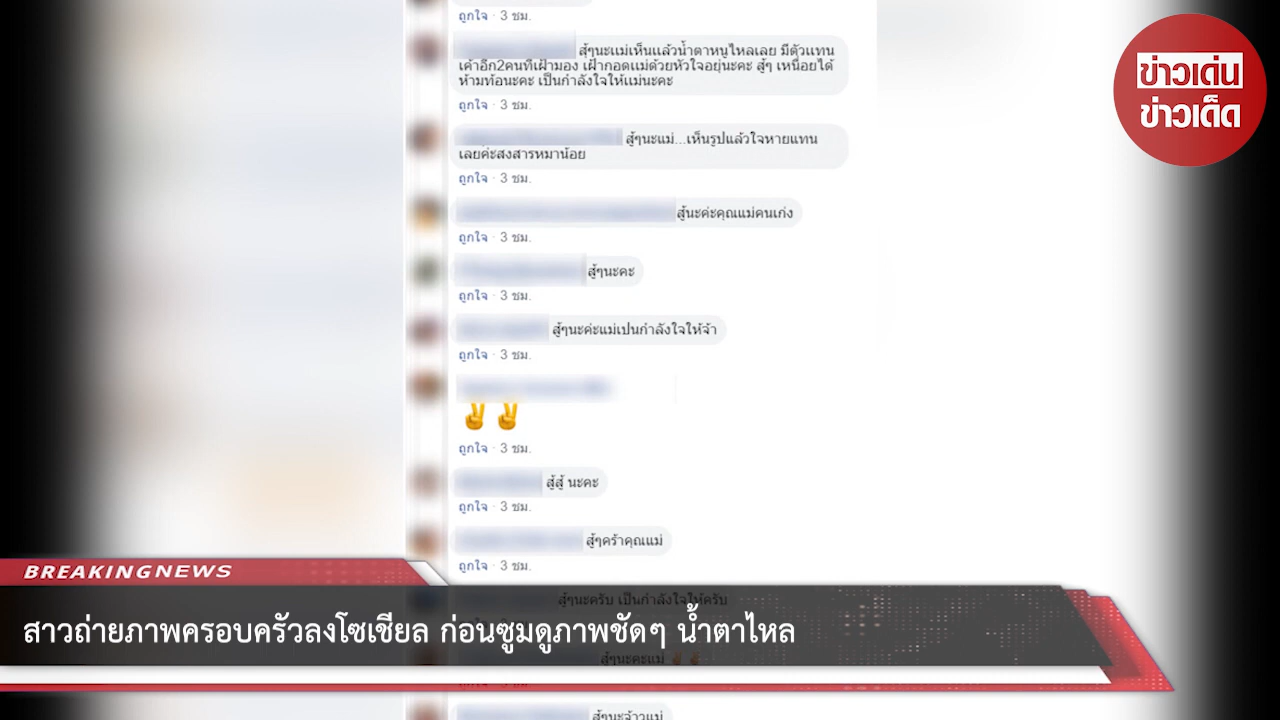 ถูกใจ · 3 ชม.
สู้ๆนะแม่เห็นแล้วน้ำตาหนูไหลเลย มีตัวแทน
เค้าอีก2คนที่เฝ้ามอง เฝ้ากอดแม่ด้วยหัวใจอยุ่นะคะ สู้ๆ เหนื่อยได้
ห้ามท้อนะคะ เป็นกำลังใจให้แม่นะคะ
ถูกใจ · 3 ชม.
สู้ๆนะแม่...เห็นรูปแล้วใจหายแทน
เลยค่ะสงสารหมาน้อย
ถูกใจ · 3 ชม.
สู้นะค่ะคุณแม่คนเก่ง
ถูกใจ · 3 ชม.
สู้ๆนะคะ
ถูกใจ · 3 ชม.
สู้ๆนะค่ะแม่เปนกำลังใจให้จ้า
ถูกใจ · 3 ชม.
✌✌
ถูกใจ · 3 ชม.
สู้สู้ นะคะ
ถูกใจ · 3 ชม.
สู้ๆคร้าคุณแม่
ถูกใจ · 3 ชม.
สู้ๆนะครับ เป็นกำลังใจให้ครับ
สู้ๆนะคะแม่ ✌✌
สู้ๆนะจ้าวแม่
ข่าวเด่น
ข่าวเด็ด
BREAKINGNEWS
สาวถ่ายภาพครอบครัวลงโซเชียล ก่อนซูมดูภาพชัดๆ น้ำตาไหล